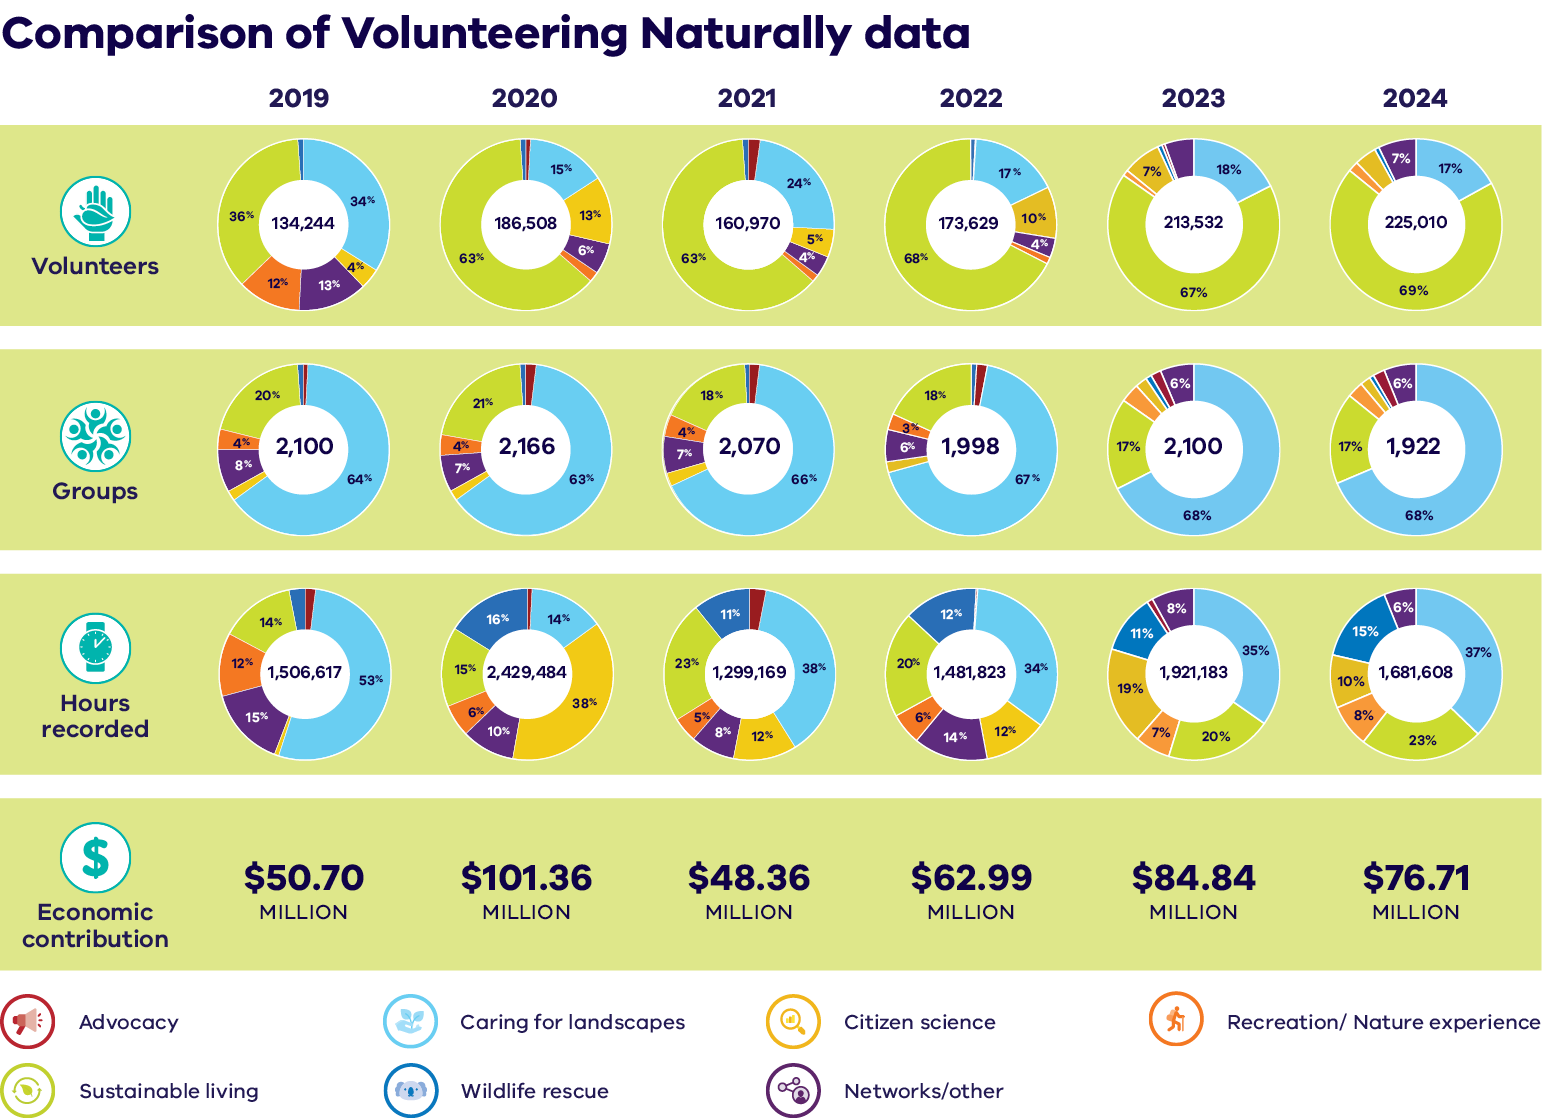 Comparison of Volunteering Naturally data
2019 2020 2021 2022 2023 2024
Volunteers
34% 4% 13% 12% 36% 134,244
15% 13% 6% 63% 186,508
24% 5% 4% 63% 160,970
17% 10% 4% 68% 173,629
18% 67% 7% 213,532
17% 69% 7% 225,010
Groups
64% 8% 4% 20% 2,100
63% 7% 4% 21% 2,166
66% 7% 4% 18% 2,070
67% 6% 3% 18% 1,998
68% 17% 6% 2,100
68% 17% 6% 1,922
Hours
recorded
53% 15% 12% 14% 1,506,617
14% 38% 10% 6% 15% 16% 2,429,484
38% 12% 8% 5% 23% 11% 1,299,169
34% 12% 14% 6% 20% 12% 1,481,823
35% 20% 7% 19% 11% 8% 1,921,183
37% 23% 8% 10% 15% 6% 1,681,608
$
Economic
contribution
$50.70 $101.36 $48.36 $62.99 $84.84 $76.71
MILLION MILLION MILLION MILLION MILLION MILLION
Advocacy Caring for landscapes Citizen science Recreation/ Nature experience
Sustainable living Wildlife rescue Networks/other